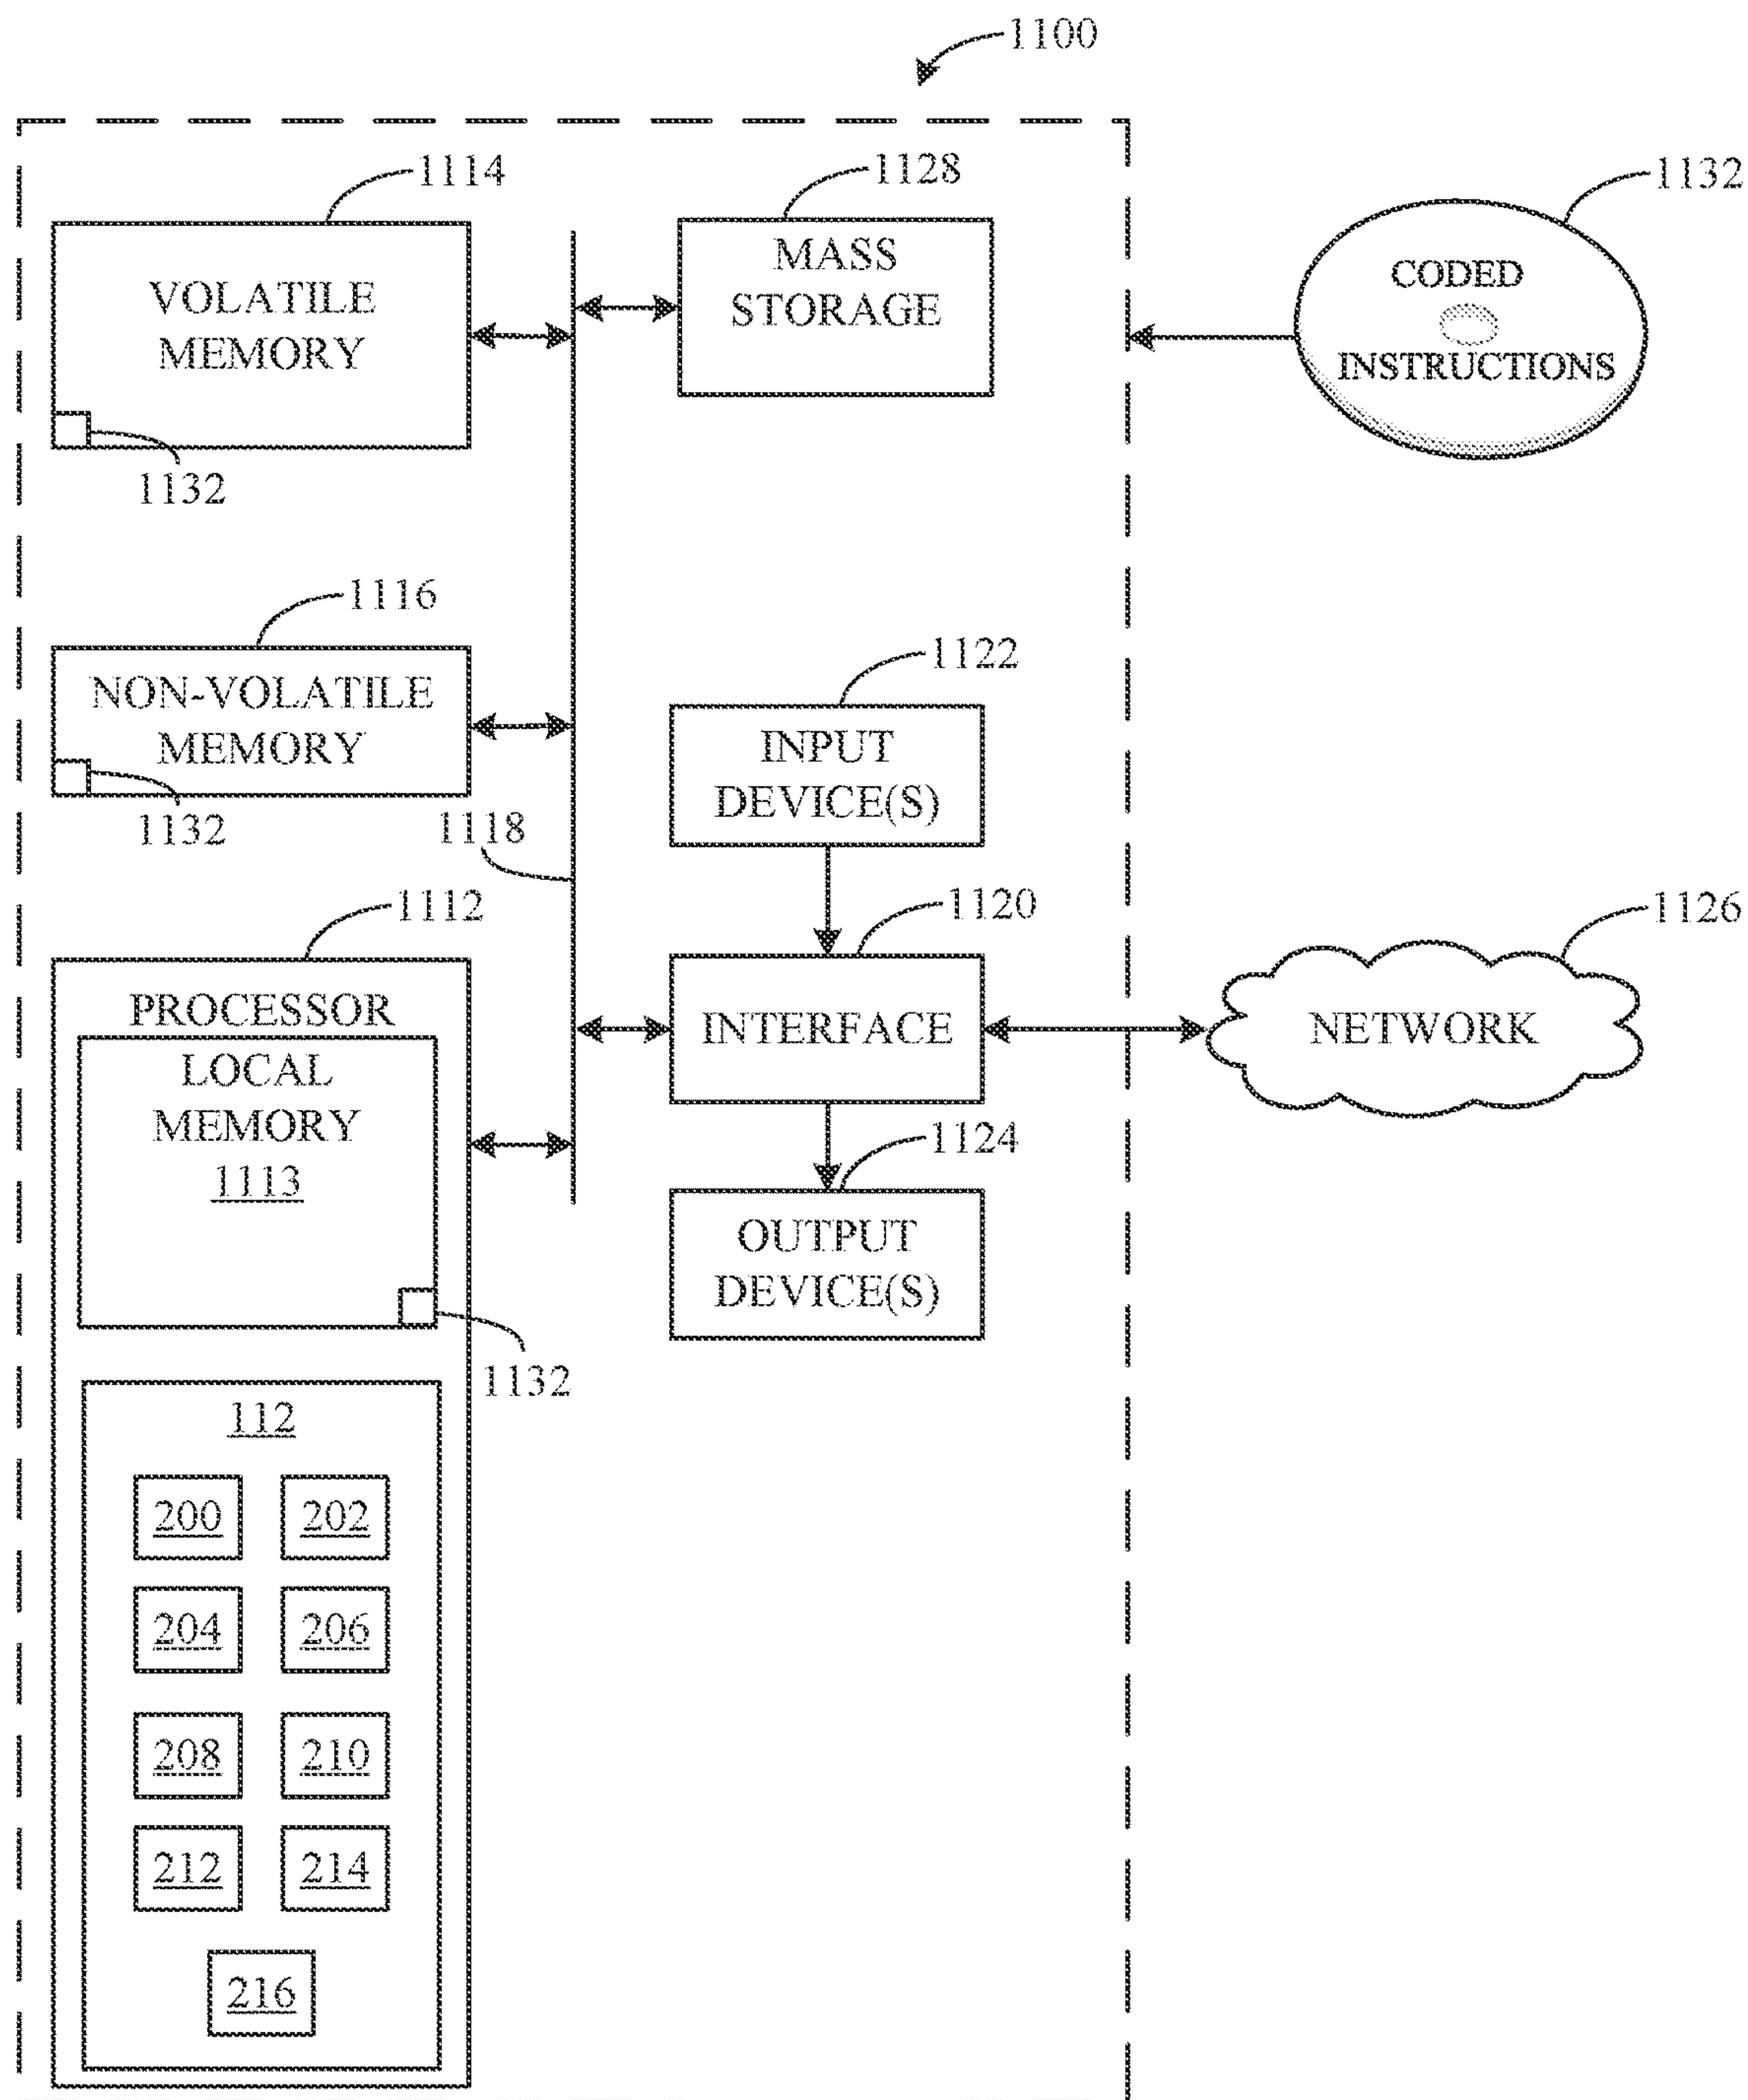 1100
1114
1128
1132
VOLATILE
MEMORY
MASS
STORAGE
CODED
INSTRUCTIONS
1132
1116
NON-VOLATILE
MEMORY
1132
1118
1122
INPUT
DEVICE(S)
1112
1120
1126
PROCESSOR
LOCAL
MEMORY
1113
INTERFACE
NETWORK
1124
OUTPUT
DEVICE(S)
1132
112
200
202
204
206
208
210
212
214
216